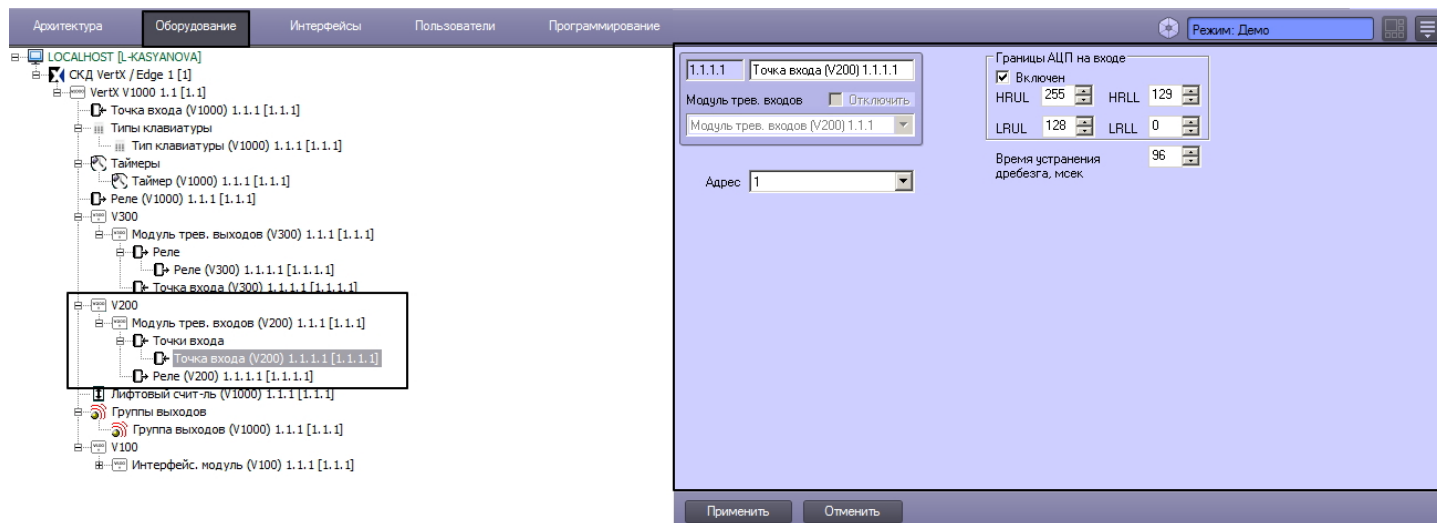 Архитектура
Оборудование
Интерфейсы
Пользователи
Программирование
Режим: Демо
LOCALHOST [L-KASYANOVA]
СКД VertX / Edge 1 [1]
VertX V1000 1.1 [1.1]
Точка входа (V1000) 1.1.1 [1.1.1]
Типы клавиатуры
Тип клавиатуры (V1000) 1.1.1 [1.1.1]
Таймеры
Таймер (V1000) 1.1.1 [1.1.1]
Реле (V1000) 1.1.1 [1.1.1]
V300
Модуль трев. выходов (V300) 1.1.1 [1.1.1]
Реле
Реле (V300) 1.1.1.1 [1.1.1.1]
Точка входа (V300) 1.1.1.1 [1.1.1.1]
V200
Модуль трев. входов (V200) 1.1.1 [1.1.1]
Точки входа
Точка входа (V200) 1.1.1.1 [1.1.1.1]
Реле (V200) 1.1.1.1 [1.1.1.1]
Лифтовый счит-ль (V1000) 1.1.1 [1.1.1]
Группы выходов
Группа выходов (V1000) 1.1.1 [1.1.1]
V100
Интерфейс. модуль (V100) 1.1.1 [1.1.1]
1.1.1.1 Точка входа (V200) 1.1.1.1
Модуль трев. входов Отключить
Модуль трев. входов (V200) 1.1.1
Адрес 1
Границы АЦП на входе
Включен
HRUL 255 HRLL 129
LRUL 128 LRLL 0
Время устранения 96
дребезга, мсек
Применить Отменить